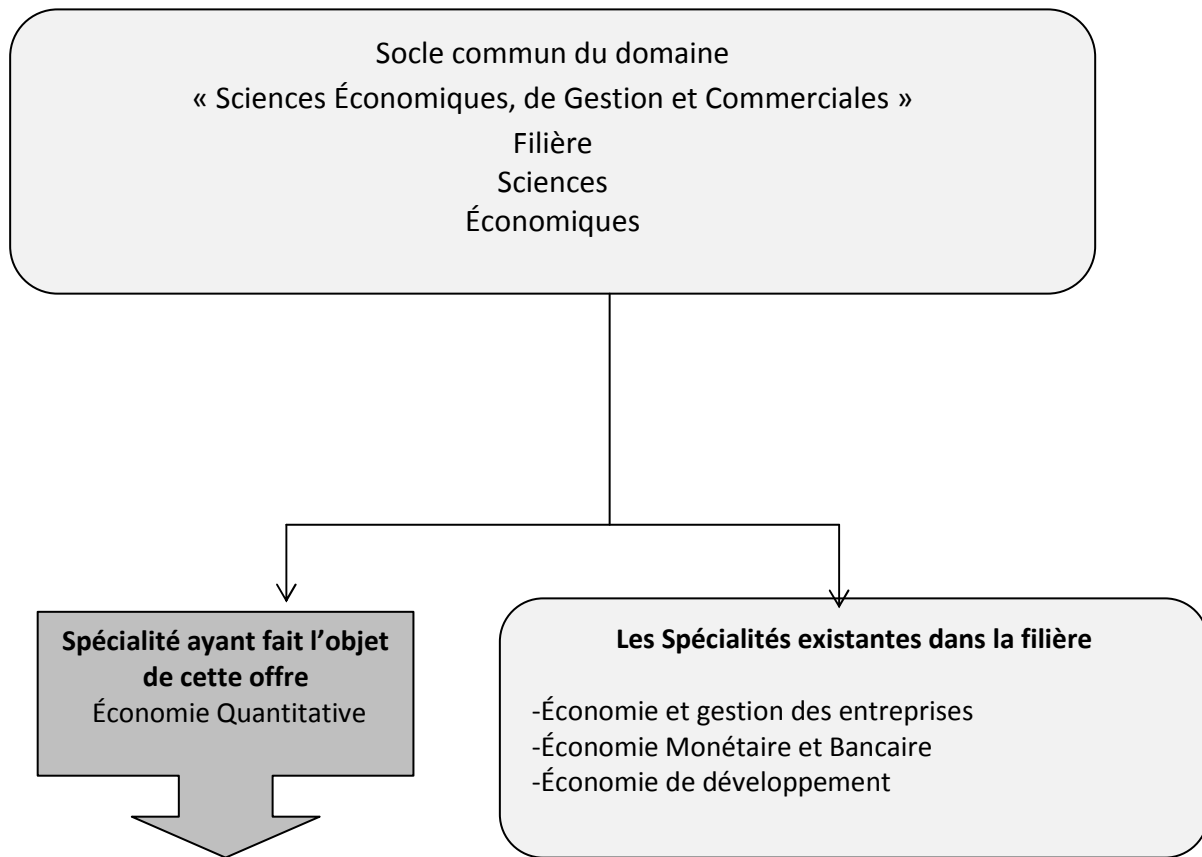 Socle commun du domaine
« Sciences Économiques, de Gestion et Commerciales »
Filière
Sciences
Économiques
Spécialité ayant fait l’objet
de cette offre
Économie Quantitative
Les Spécialités existantes dans la filière
-Économie et gestion des entreprises
-Économie Monétaire et Bancaire
-Économie de développement